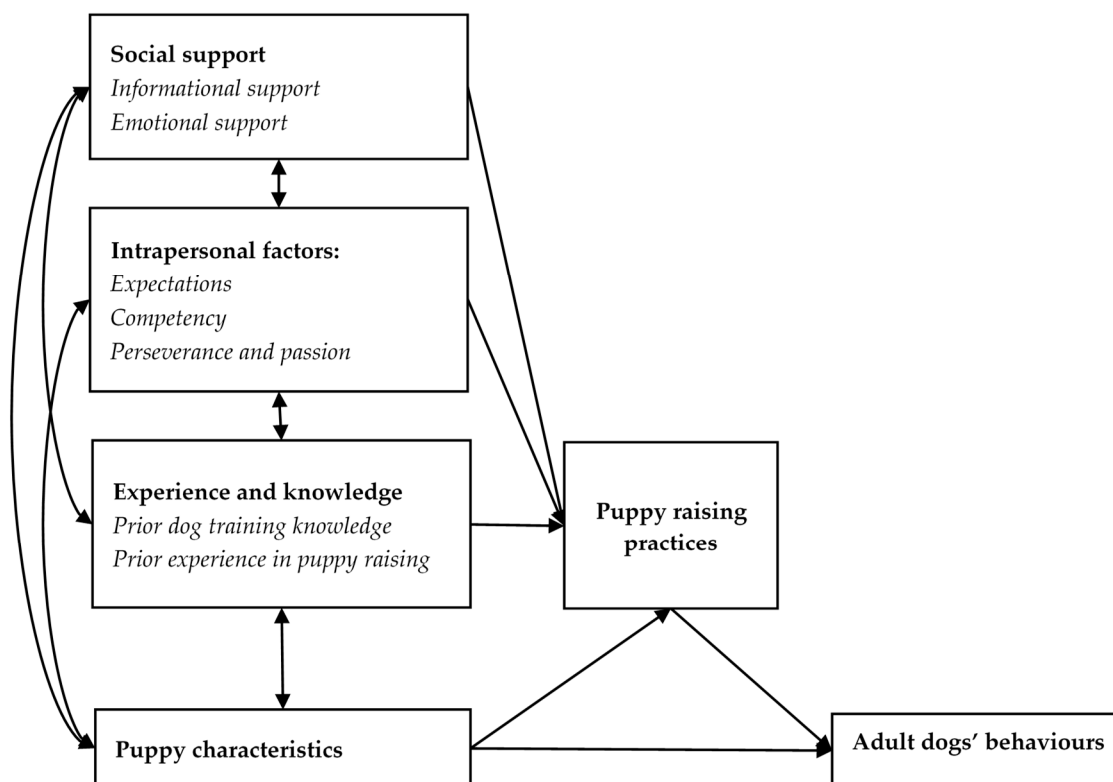 Social support
Informational support
Emotional support
Intrapersonal factors:
Expectations
Competency
Perseverance and passion
Experience and knowledge
Prior dog training knowledge
Prior experience in puppy raising
Puppy raising
practices
Puppy characteristics
Adult dogs’ behaviours